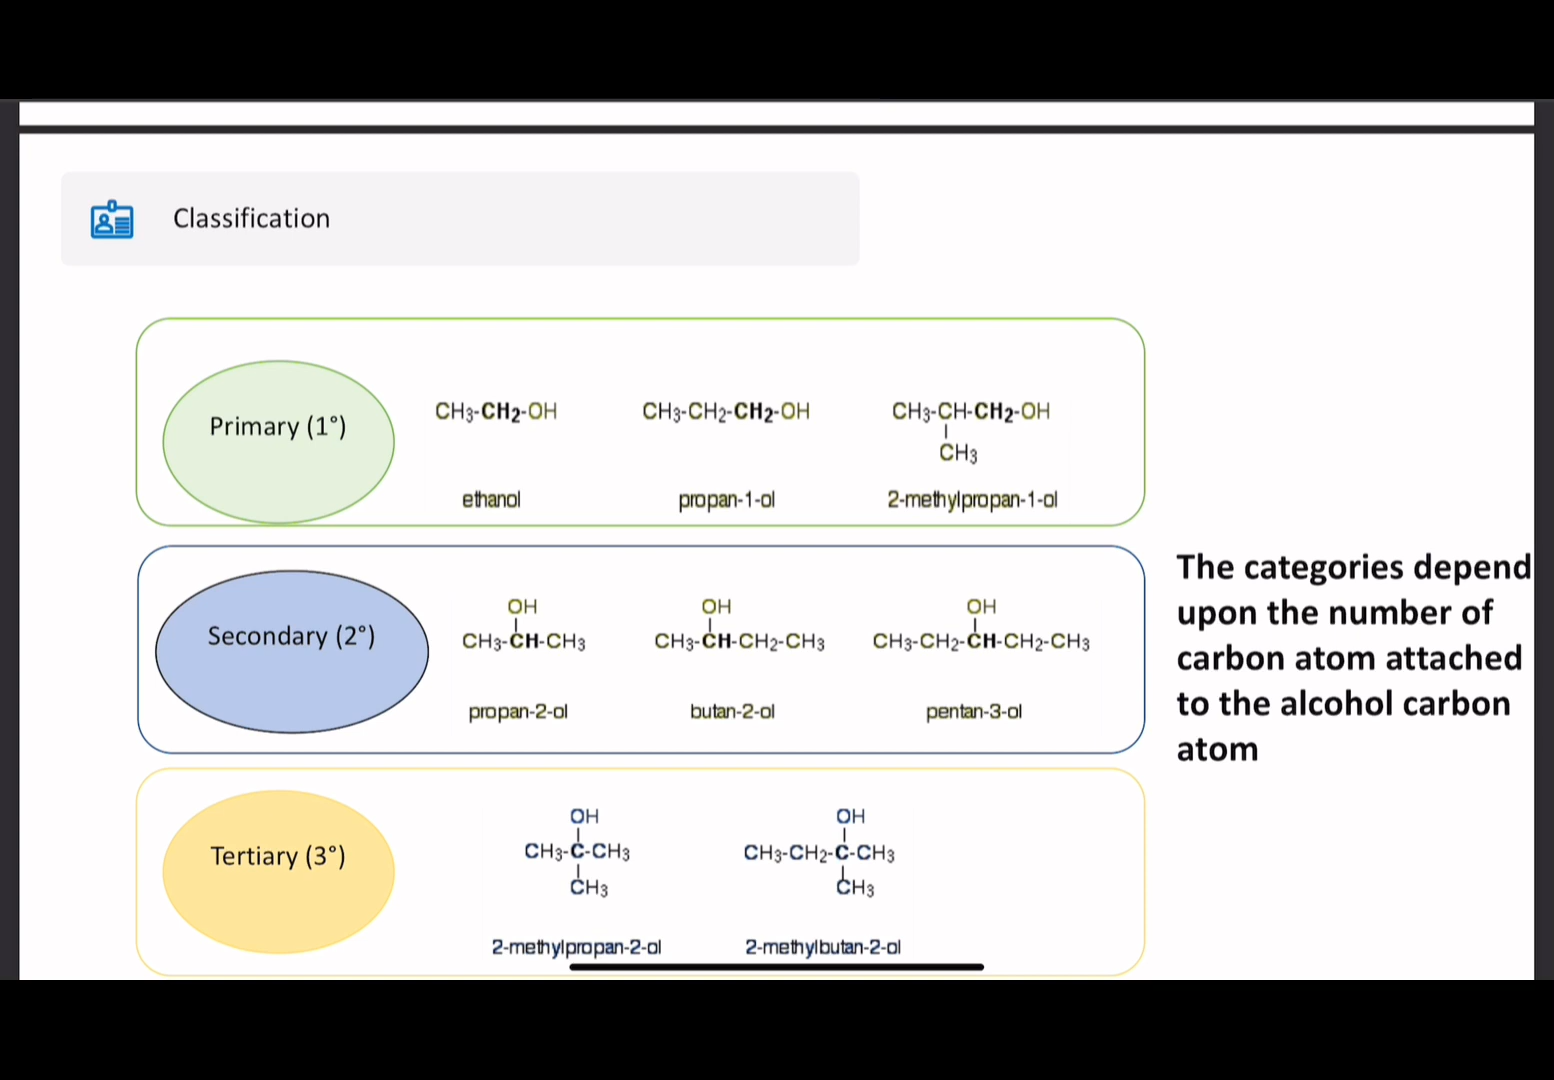 Classification
Primary (1°)
CH3-CH2-OH
CH3-CH2-CH2-OH
CH3-CH-CH2-OH
CH3
ethanol
propan-1-ol
2-methylpropan-1-ol
Secondary (2°)
OH
CH3-CH-CH3
OH
CH3-CH-CH2-CH3
OH
CH3-CH2-CH-CH2-CH3
propan-2-ol
butan-2-ol
pentan-3-ol
The categories depend
upon the number of
carbon atom attached
to the alcohol carbon
atom
Tertiary (3°)
OH
CH3-C-CH3
CH3
OH
CH3-CH2-C-CH3
CH3
2-methylpropan-2-ol
2-methylbutan-2-ol